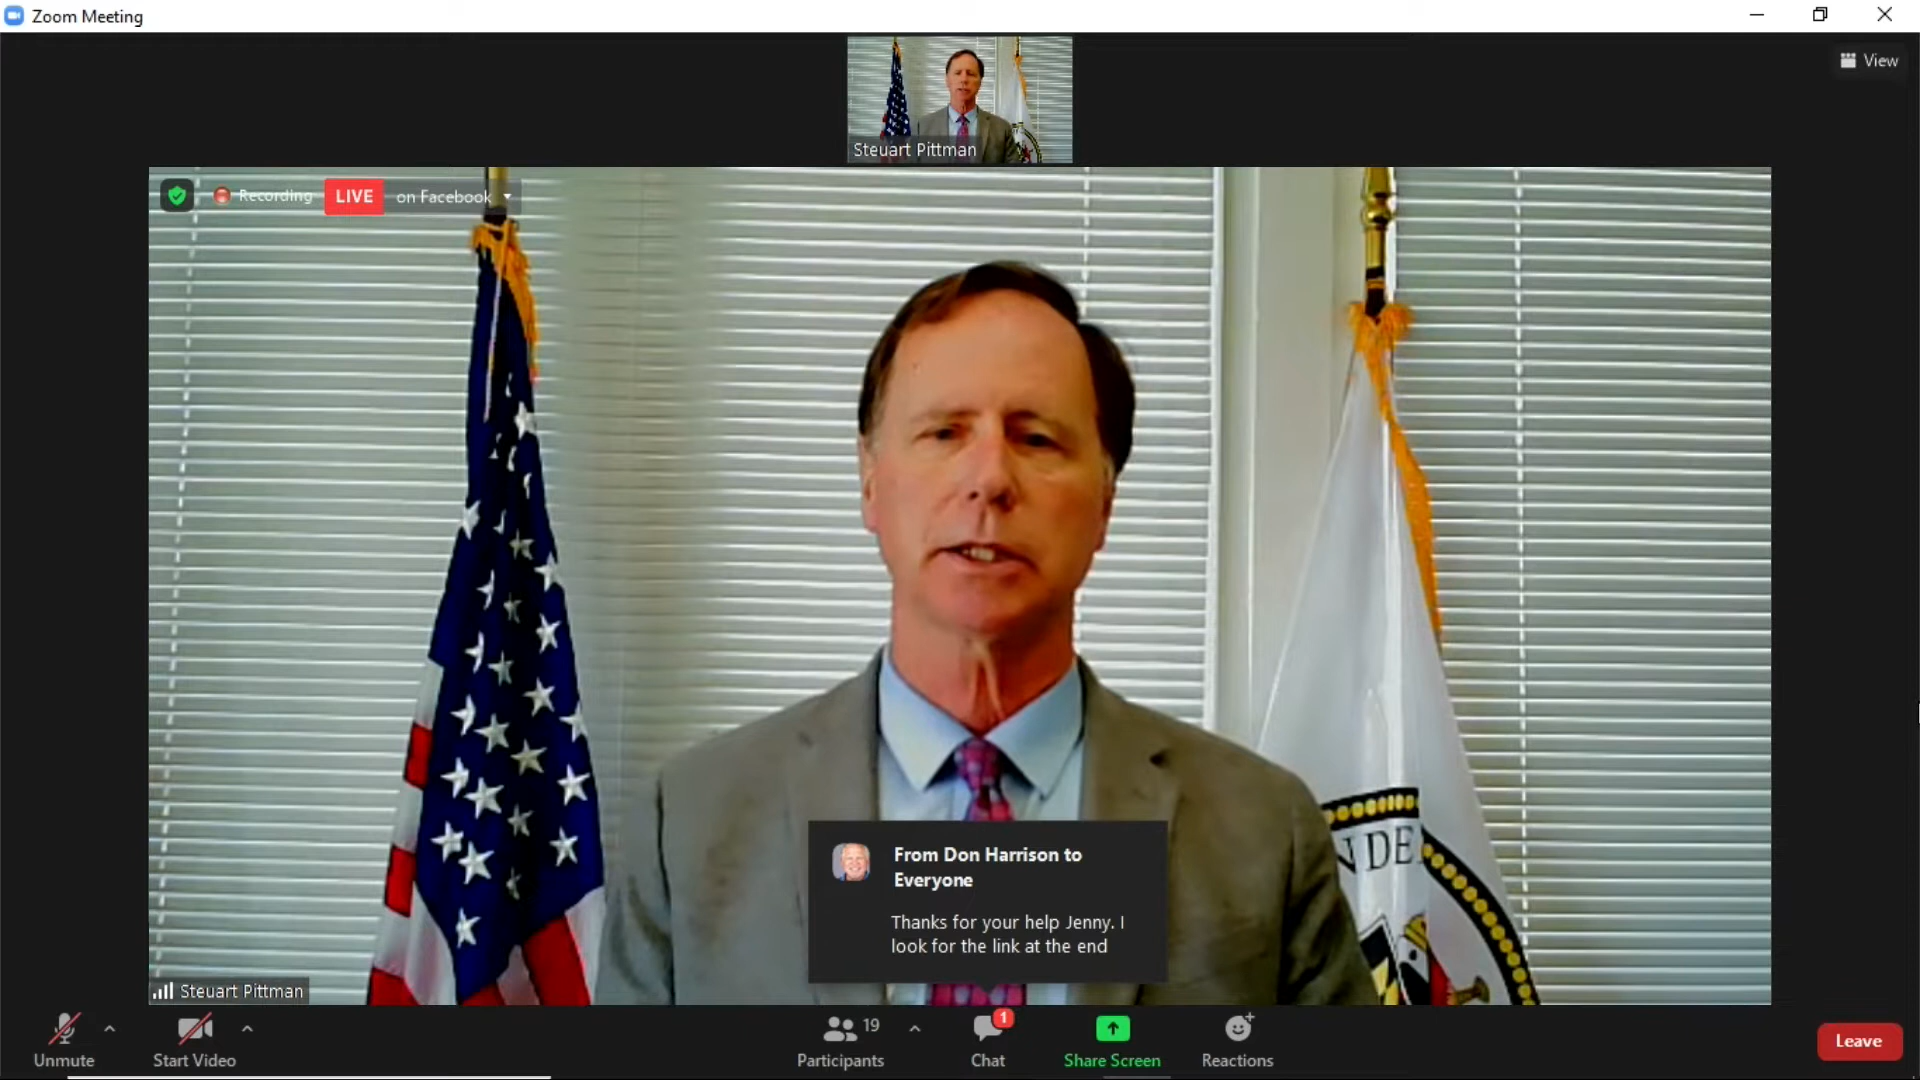 Zoom Meeting
View
Steuart Pittman
Recording
LIVE
on Facebook
NDE
From Don Harrison to
Everyone
Thanks for your help Jenny. I
look for the link at the end
Steuart Pittman
Unmute
Start Video
19
Participants
1
Chat
Share Screen
Reactions
Leave